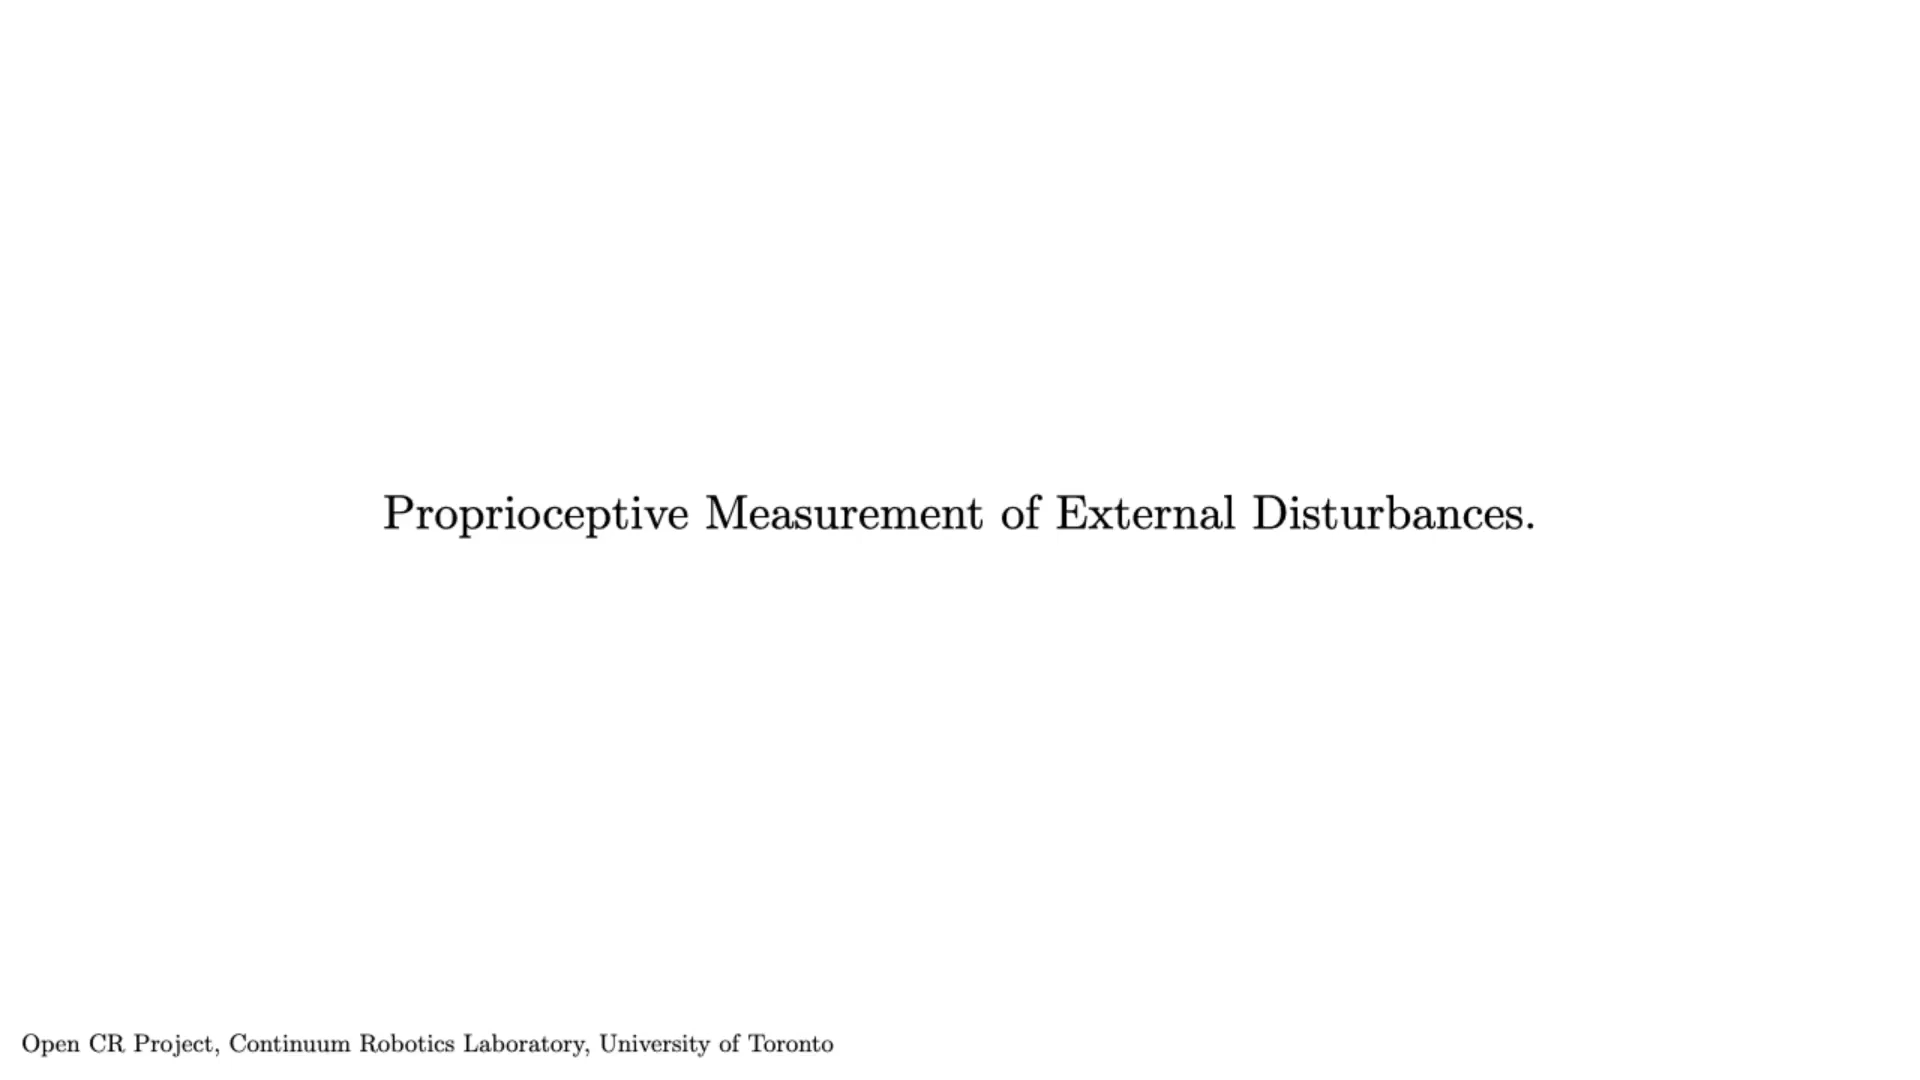 Proprioceptive Measurement of External Disturbances.
Open CR Project, Continuum Robotics Laboratory, University of Toronto